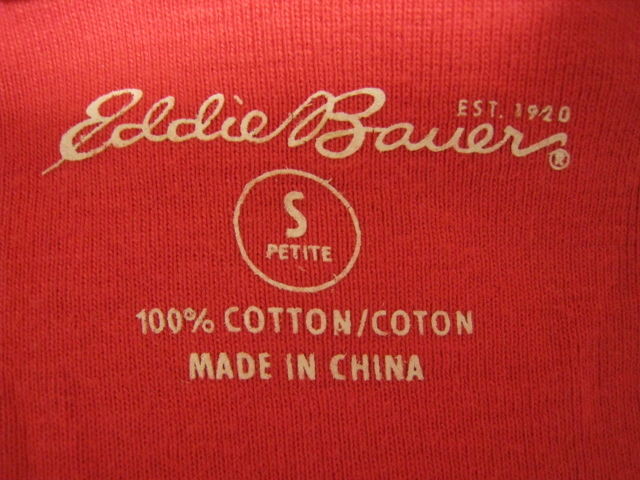 EST. 1920
Eddie Bauer®
S
PETITE
100% COTTON/COTON
MADE IN CHINA